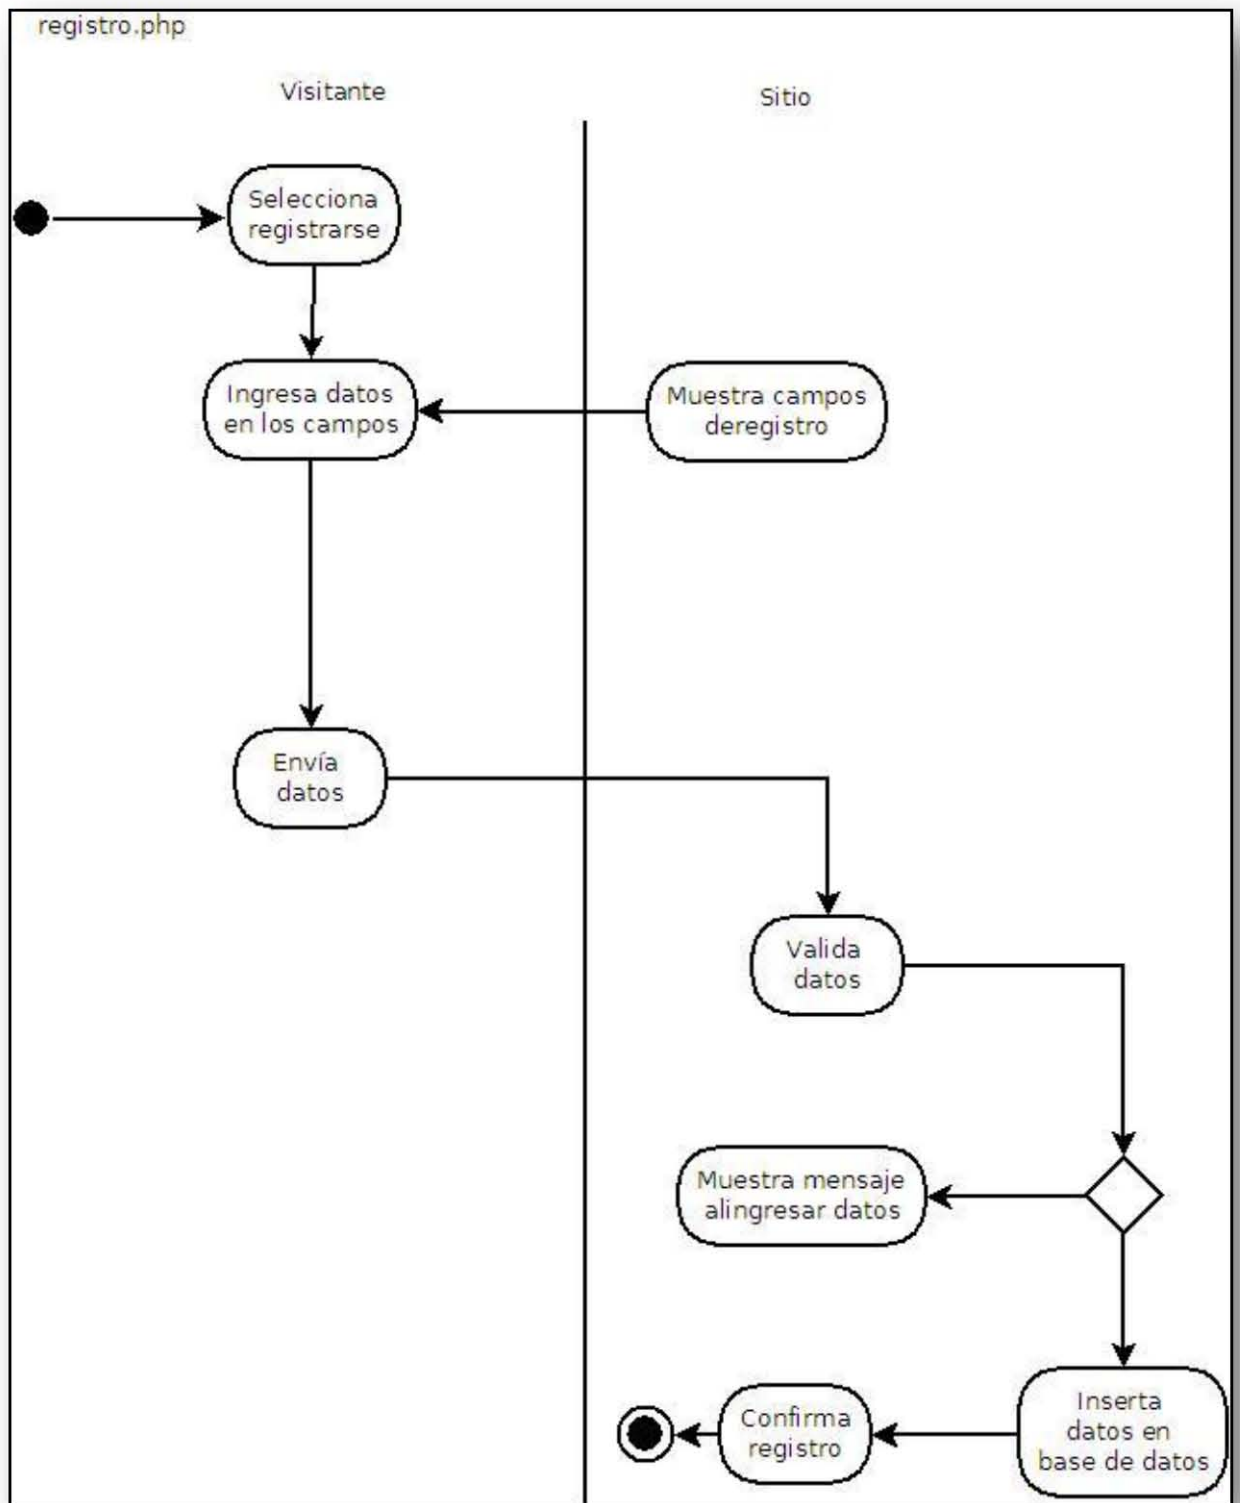 registro.php
Visitante
Sitio
Selecciona
registrarse
Ingresa datos
en los campos
Muestra campos
deregistro
Envía
datos
Valida
datos
Muestra mensaje
alingresar datos
Inserta
datos en
base de datos
Confirma
registro